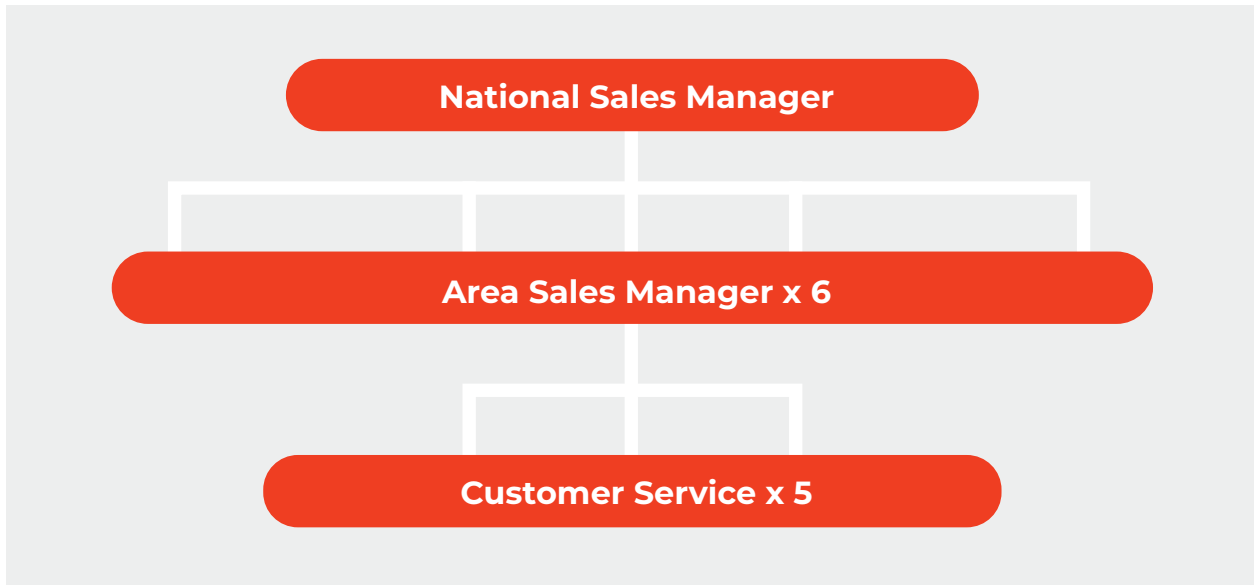 National Sales Manager
Area Sales Manager x 6
Customer Service x 5